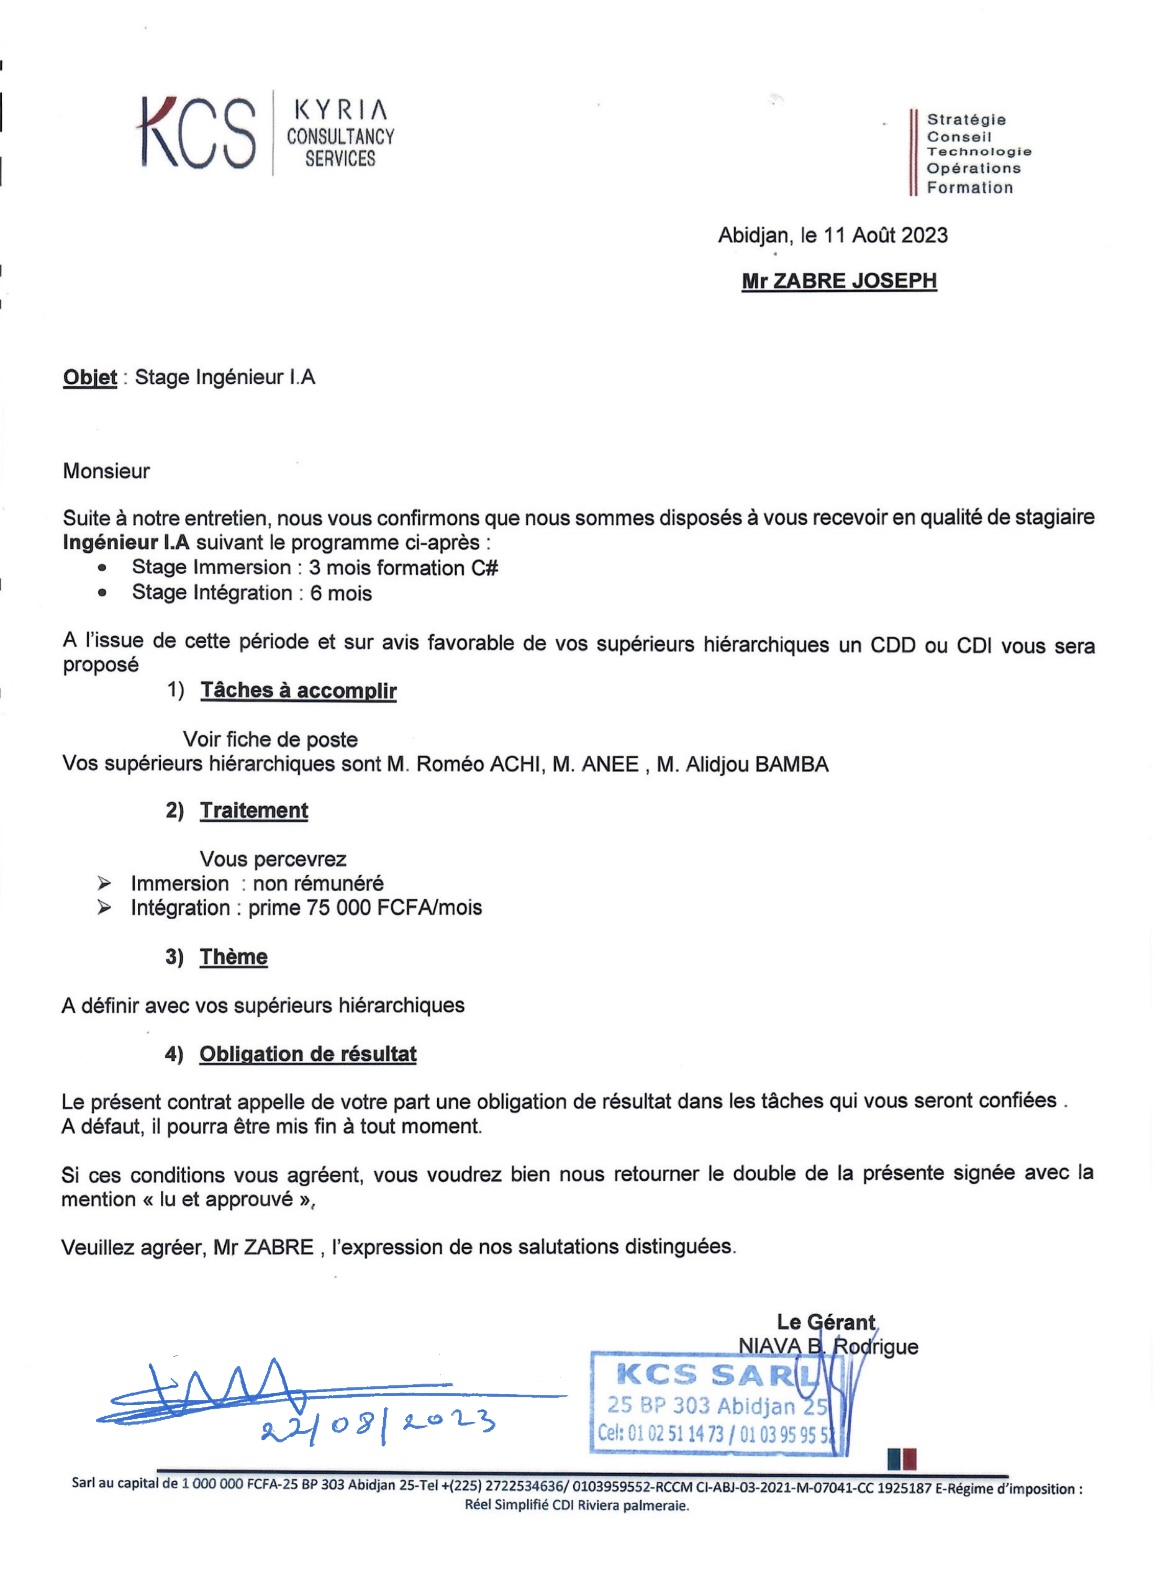 KCS
KYRIA
CONSULTANCY
SERVICES
Stratégie
Conseil
Technologie
Opérations
Formation
Abidjan, le 11 Août 2023
Mr ZABRE JOSEPH
Objet : Stage Ingénieur I.A
Monsieur
Suite à notre entretien, nous vous confirmons que nous sommes disposés à vous recevoir en qualité de stagiaire
Ingénieur I.A suivant le programme ci-après :
• Stage Immersion : 3 mois formation C#
• Stage Intégration : 6 mois
A l'issue de cette période et sur avis favorable de vos supérieurs hiérarchiques un CDD ou CDI vous sera
proposé
1) Tâches à accomplir
Voir fiche de poste
Vos supérieurs hiérarchiques sont M. Roméo ACHI, M. ANEE , M. Alidjou BAMBA
2) Traitement
Vous percevrez
➢ Immersion : non rémunéré
➢ Intégration : prime 75 000 FCFA/mois
3) Thème
A définir avec vos supérieurs hiérarchiques
4) Obligation de résultat
Le présent contrat appelle de votre part une obligation de résultat dans les tâches qui vous seront confiées .
A défaut, il pourra être mis fin à tout moment.
Si ces conditions vous agréent, vous voudrez bien nous retourner le double de la présente signée avec la
mention « lu et approuvé »,
Veuillez agréer, Mr ZABRE , l'expression de nos salutations distinguées.
Le Gérant
NIAVA B. Rodrigue
KCS SARL
25 BP 303 Abidjan 25
Cel: 01 02 51 14 73 / 01 03 95 95 52
22/08/2023
Sarl au capital de 1 000 000 FCFA-25 BP 303 Abidjan 25-Tel +(225) 2722534636/ 0103959552-RCCM CI-ABJ-03-2021-M-07041-CC 1925187 E-Régime d'imposition :
Réel Simplifié CDI Riviera palmeraie.